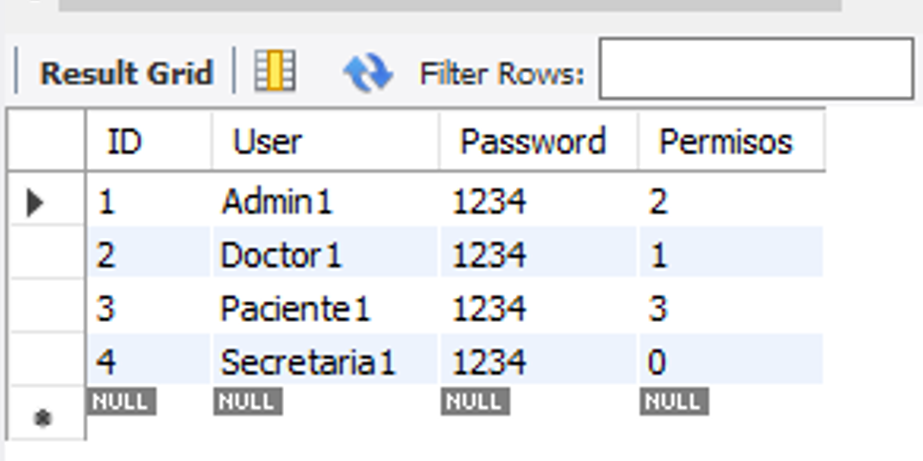 Result Grid Filter Rows:
ID User Password Permisos
1 Admin1 1234 2
2 Doctor1 1234 1
3 Paciente1 1234 3
4 Secretaria1 1234 0
NULL NULL NULL NULL